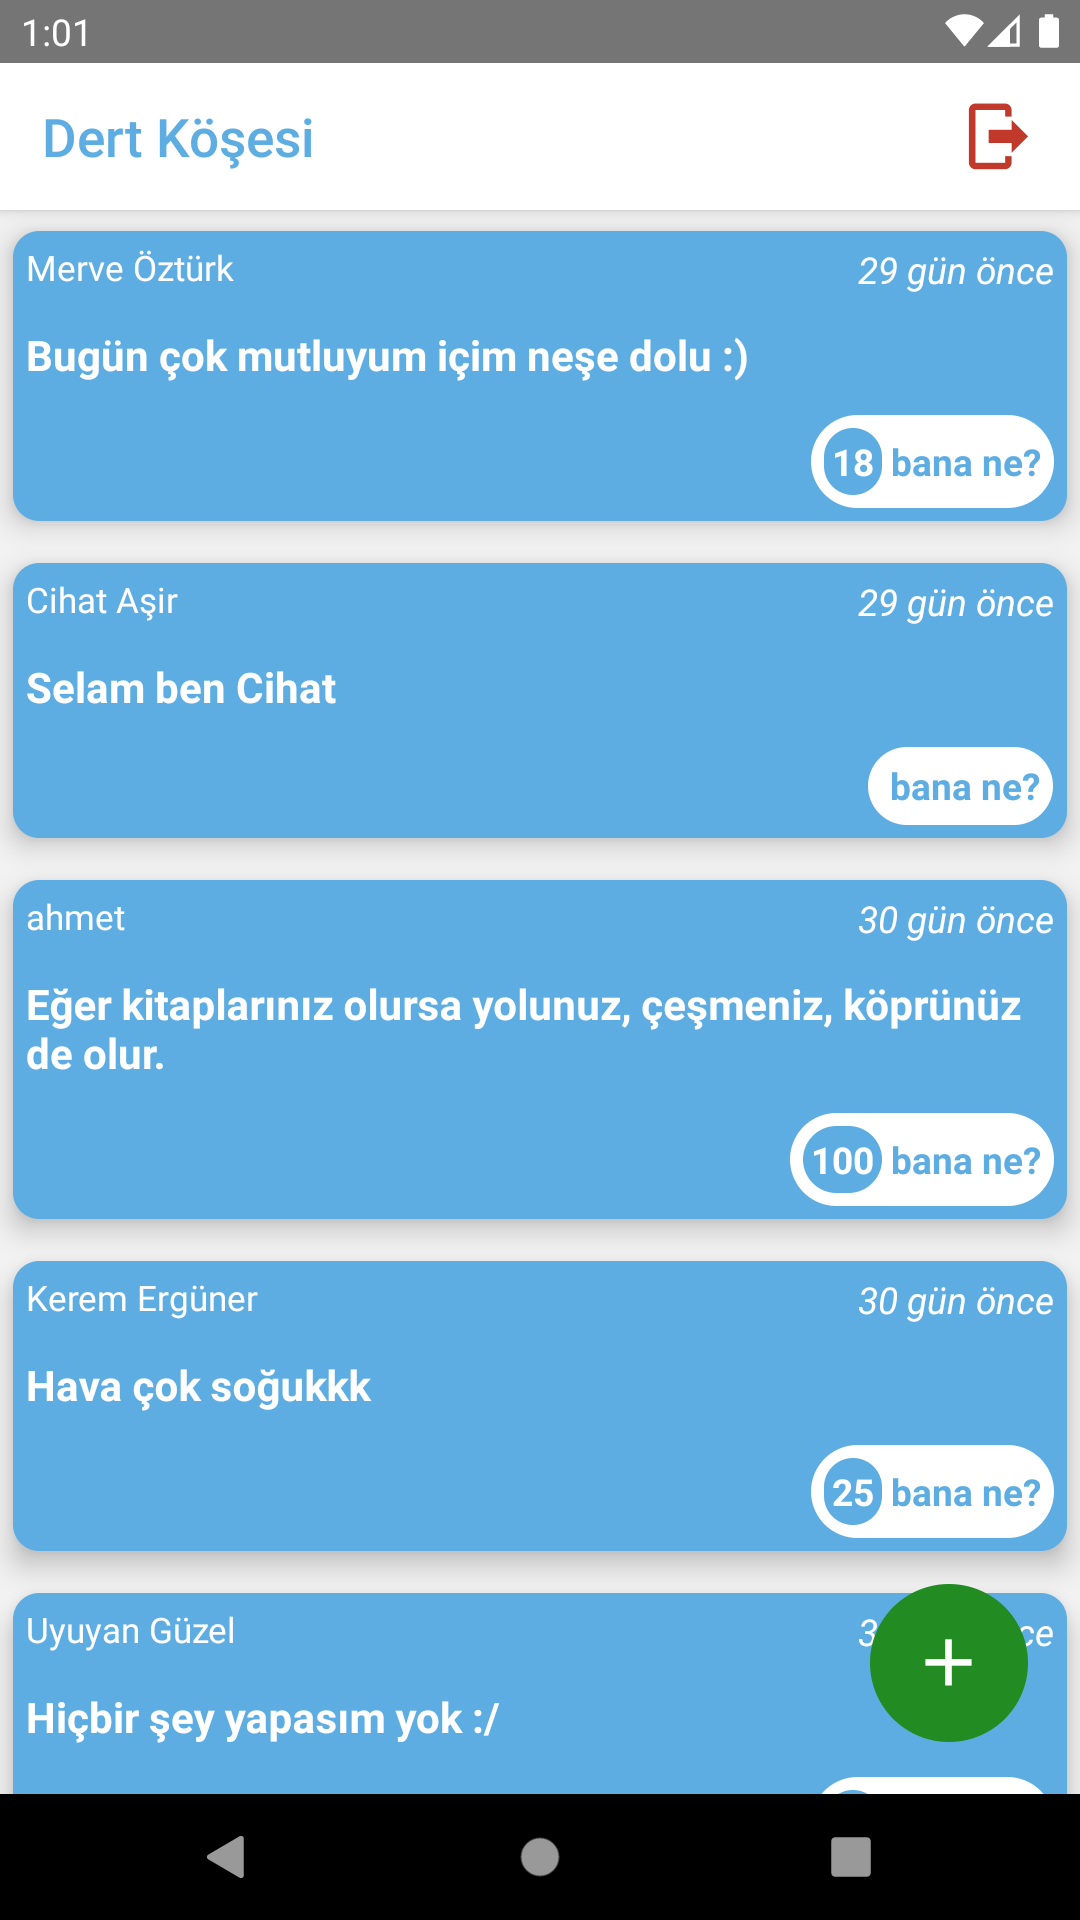 1:01
Dert Köşesi
Merve Öztürk
29 gün önce
Bugün çok mutluyum içim neşe dolu :)
18 bana ne?
Cihat Aşir
29 gün önce
Selam ben Cihat
bana ne?
ahmet
30 gün önce
Eğer kitaplarınız olursa yolunuz, çeşmeniz, köprünüz
de olur.
100 bana ne?
Kerem Ergüner
30 gün önce
Hava çok soğukkk
25 bana ne?
Uyuyan Güzel
Hiçbir şey yapasım yok :/